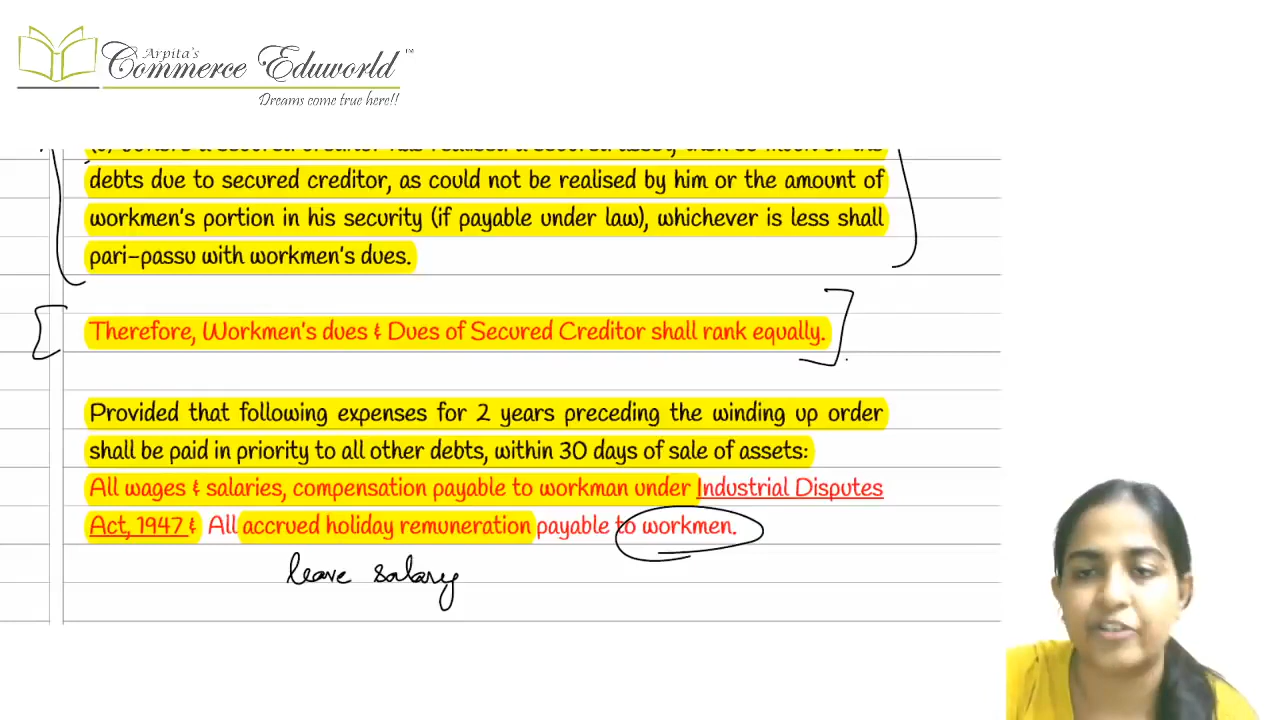 Arpita's
Commerce Eduworld™
Dreams come true here!!
debts due to secured creditor, as could not be realised by him or the amount of
workmen's portion in his security (if payable under law), whichever is less shall
pari-passu with workmen's dues.
Therefore, Workmen's dues & Dues of Secured Creditor shall rank equally.
Provided that following expenses for 2 years preceding the winding up order
shall be paid in priority to all other debts, within 30 days of sale of assets:
All wages & salaries, compensation payable to workman under Industrial Disputes
Act, 1947 & All accrued holiday remuneration payable to workmen.
leave salary